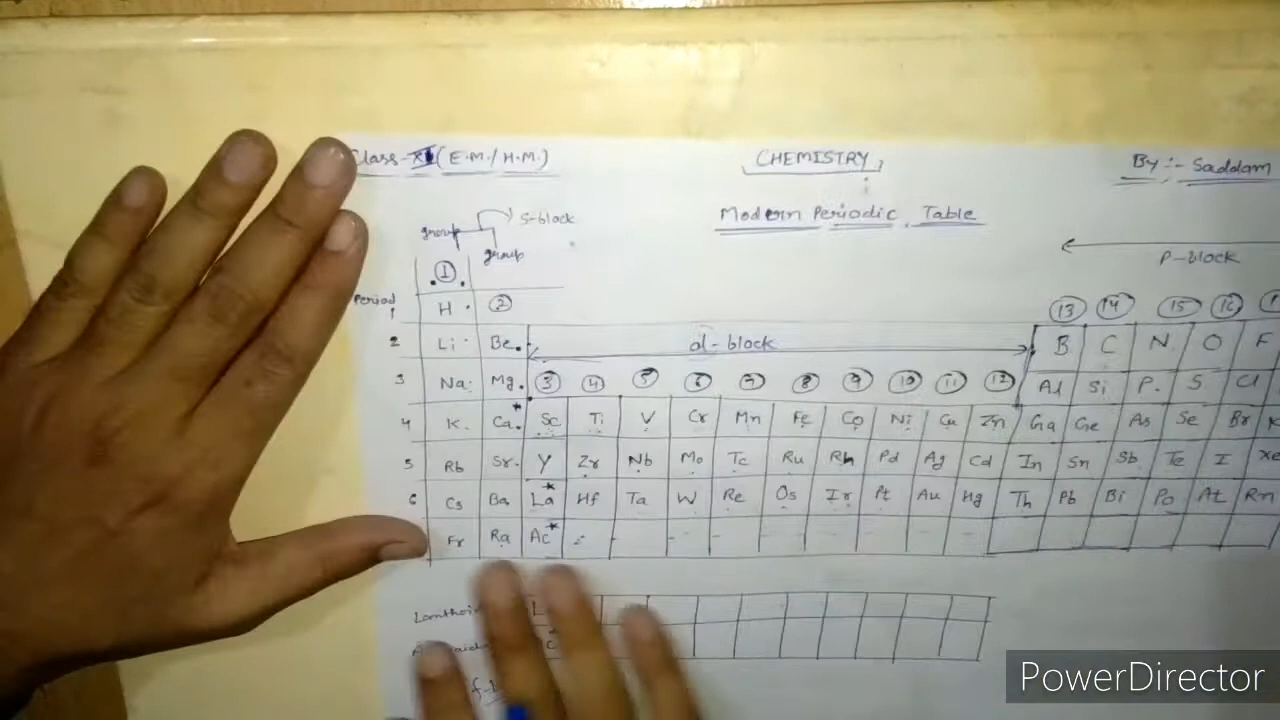 Class-XI (E.M./H.M.) CHEMISTRY By:- Saddam
Modern Periodic Table
group S-block
group P-block
①
Period
1 H ② ⑬ ⑭ ⑮ ⑯
2 Li Be d-block B C N O F
3 Na Mg ③ ④ ⑤ ⑥ ⑦ ⑧ ⑨ ⑩ ⑪ ⑫ Al Si P S Cl
4 K Ca* Sc Ti V Cr Mn Fe Co Ni Cu Zn Ga Ge As Se Br
5 Rb Sr Y Zr Nb Mo Tc Ru Rh Pd Ag Cd In Sn Sb Te I Xe
6 Cs Ba La* Hf Ta W Re Os Ir Pt Au Hg Th Pb Bi Po At Rn
Fr Ra Ac*
PowerDirector